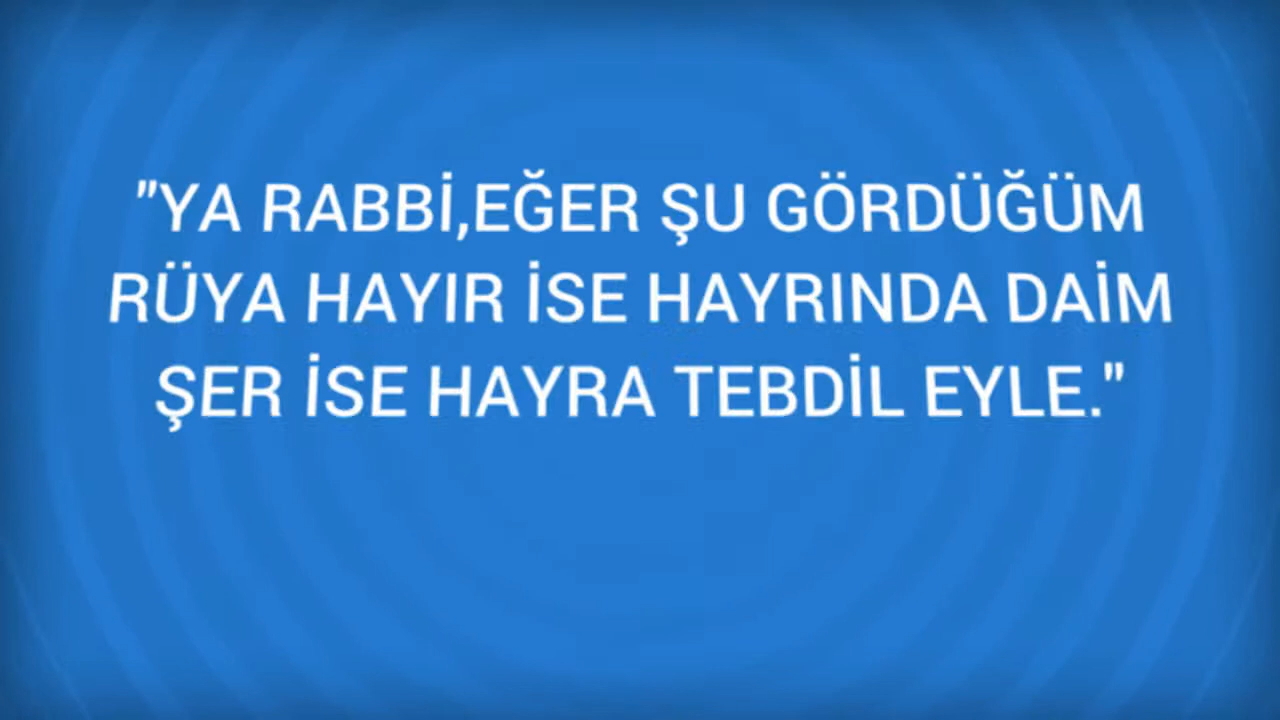 "YA RABBİ,EĞER ŞU GÖRDÜĞÜM
RÜYA HAYIR İSE HAYRINDA DAİM
ŞER İSE HAYRA TEBDİL EYLE."